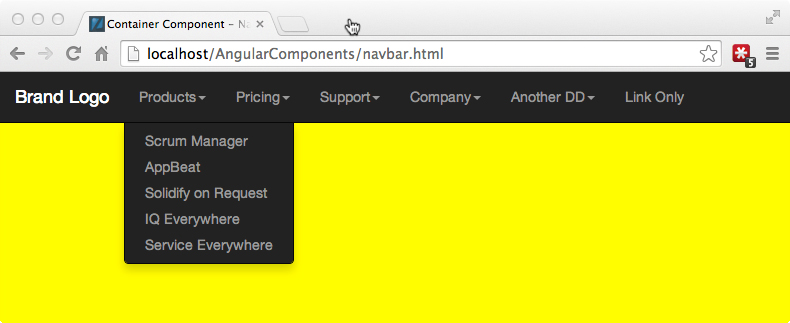 Container Component – Na
localhost/AngularComponents/navbar.html
5
Brand Logo Products Pricing Support Company Another DD Link Only
Scrum Manager
AppBeat
Solidify on Request
IQ Everywhere
Service Everywhere